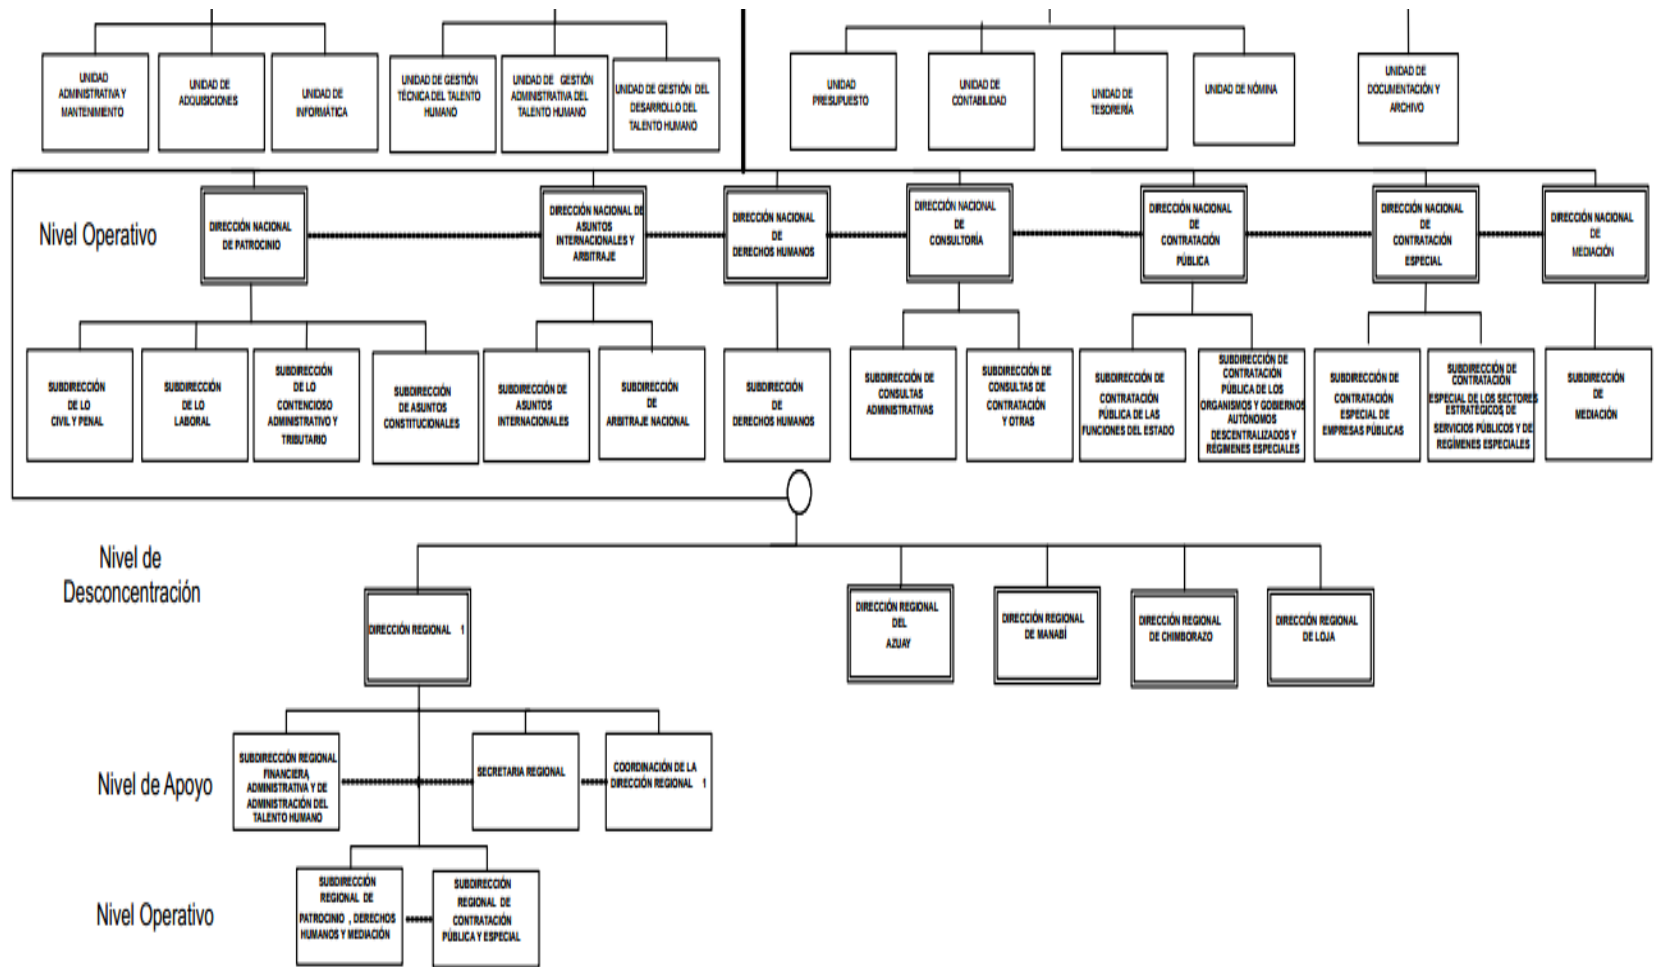 UNIDAD
ADMINISTRATIVA Y
MANTENIMIENTO
UNIDAD DE
ADQUISICIONES
UNIDAD DE
INFORMÁTICA
UNIDAD DE GESTIÓN
TÉCNICA DEL TALENTO
HUMANO
UNIDAD DE GESTIÓN
ADMINISTRATIVA DEL
TALENTO HUMANO
UNIDAD DE GESTIÓN DEL
DESARROLLO DEL
TALENTO HUMANO
UNIDAD
PRESUPUESTO
UNIDAD DE
CONTABILIDAD
UNIDAD DE
TESORERÍA
UNIDAD DE NÓMINA
UNIDAD DE
DOCUMENTACIÓN Y
ARCHIVO
Nivel Operativo
DIRECCIÓN NACIONAL
DE PATROCINIO
DIRECCIÓN NACIONAL DE
ASUNTOS
INTERNACIONALES Y
ARBITRAJE
DIRECCIÓN NACIONAL
DE
DERECHOS HUMANOS
DIRECCIÓN NACIONAL
DE
CONSULTORÍA
DIRECCIÓN NACIONAL
DE
CONTRATACIÓN
PÚBLICA
DIRECCIÓN NACIONAL
DE
CONTRATACIÓN
ESPECIAL
DIRECCIÓN NACIONAL
DE
MEDIACIÓN
SUBDIRECCIÓN
DE LO
CIVIL Y PENAL
SUBDIRECCIÓN
DE LO
LABORAL
SUBDIRECCIÓN
DE LO
CONTENCIOSO
ADMINISTRATIVO Y
TRIBUTARIO
SUBDIRECCIÓN
DE ASUNTOS
CONSTITUCIONALES
SUBDIRECCIÓN DE
ASUNTOS
INTERNACIONALES
SUBDIRECCIÓN
DE
ARBITRAJE NACIONAL
SUBDIRECCIÓN
DE
DERECHOS HUMANOS
SUBDIRECCIÓN DE
CONSULTAS
ADMINISTRATIVAS
SUBDIRECCIÓN DE
CONSULTAS DE
CONTRATACIÓN
Y OTRAS
SUBDIRECCIÓN DE
CONTRATACIÓN
PÚBLICA DE LAS
FUNCIONES DEL ESTADO
SUBDIRECCIÓN DE
CONTRATACIÓN
PÚBLICA DE LOS
ORGANISMOS Y GOBIERNOS
AUTÓNOMOS
DESCENTRALIZADOS Y
RÉGIMENES ESPECIALES
SUBDIRECCIÓN DE
CONTRATACIÓN
ESPECIAL DE
EMPRESAS PÚBLICAS
SUBDIRECCIÓN DE
CONTRATACIÓN
ESPECIAL DE LOS SECTORES
ESTRATÉGICOS, DE
SERVICIOS PÚBLICOS Y DE
REGÍMENES ESPECIALES
SUBDIRECCIÓN
DE
MEDIACIÓN
Nivel de
Desconcentración
DIRECCIÓN REGIONAL 1
DIRECCIÓN REGIONAL
DEL
AZUAY
DIRECCIÓN REGIONAL
DE MANABÍ
DIRECCIÓN REGIONAL
DE CHIMBORAZO
DIRECCIÓN REGIONAL
DE LOJA
Nivel de Apoyo
SUBDIRECCIÓN REGIONAL
FINANCIERA,
ADMINISTRATIVA Y DE
ADMINISTRACIÓN DEL
TALENTO HUMANO
SECRETARIA REGIONAL
COORDINACIÓN DE LA
DIRECCIÓN REGIONAL 1
Nivel Operativo
SUBDIRECCIÓN
REGIONAL DE
PATROCINIO , DERECHOS
HUMANOS Y MEDIACIÓN
SUBDIRECCIÓN
REGIONAL DE
CONTRATACIÓN
PÚBLICA Y ESPECIAL